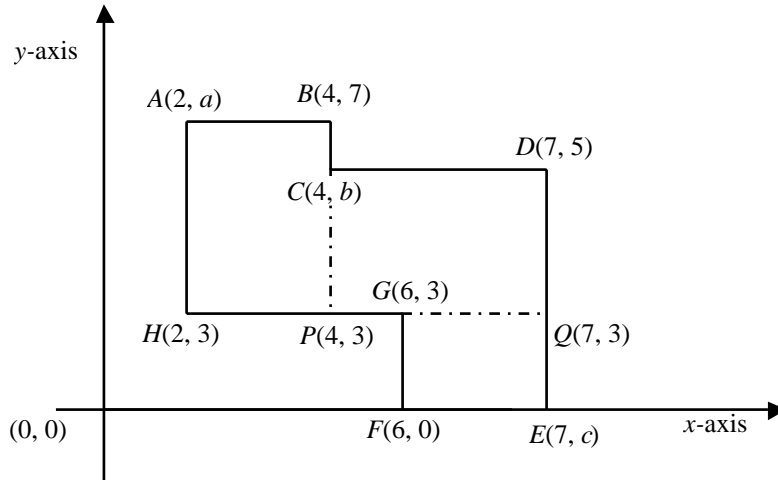 y-axis
A(2, a)
B(4, 7)
D(7, 5)
C(4, b)
G(6, 3)
H(2, 3)
P(4, 3)
Q(7, 3)
(0, 0)
F(6, 0)
E(7, c)
x-axis